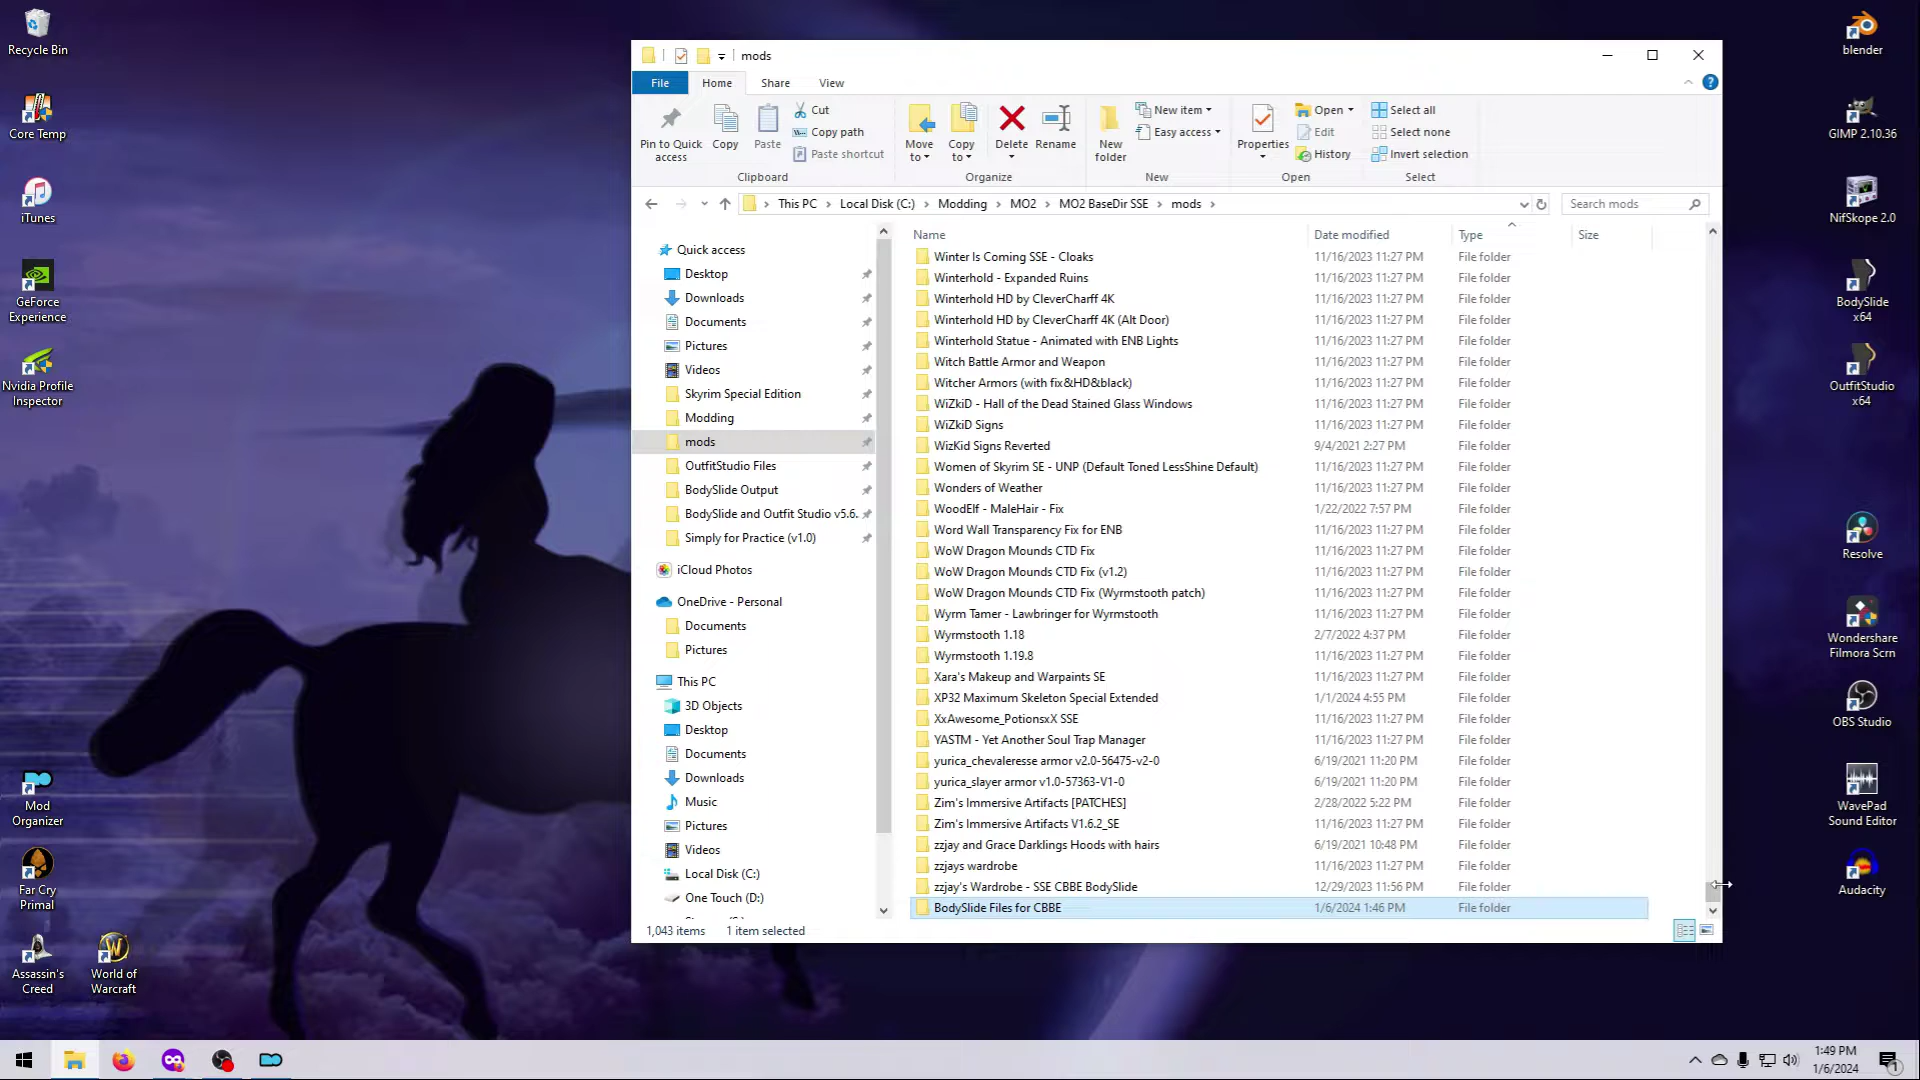 Recycle Bin
Core Temp
iTunes
GeForce
Experience
Nvidia Profile
Inspector
Mod
Organizer
Far Cry
Primal
Assassin's
Creed
World of
Warcraft
mods
File
Home
Share
View
Pin to Quick
access
Copy
Paste
Cut
Copy path
Paste shortcut
Clipboard
Move
to
Copy
to
Delete
Rename
Organize
New
folder
New item
Easy access
New
Properties
Open
Edit
History
Open
Select all
Select none
Invert selection
Select
This PC
Local Disk (C:)
Modding
MO2
MO2 BaseDir SSE
mods
Search mods
Quick access
Desktop
Downloads
Documents
Pictures
Videos
Skyrim Special Edition
Modding
mods
OutfitStudio Files
BodySlide Output
BodySlide and Outfit Studio v5.6.
Simply for Practice (v1.0)
iCloud Photos
OneDrive - Personal
Documents
Pictures
This PC
3D Objects
Desktop
Documents
Downloads
Music
Pictures
Videos
Local Disk (C:)
One Touch (D:)
Name Date modified Type Size
Winter Is Coming SSE - Cloaks 11/16/2023 11:27 PM File folder
Winterhold - Expanded Ruins 11/16/2023 11:27 PM File folder
Winterhold HD by CleverCharff 4K 11/16/2023 11:27 PM File folder
Winterhold HD by CleverCharff 4K (Alt Door) 11/16/2023 11:27 PM File folder
Winterhold Statue - Animated with ENB Lights 11/16/2023 11:27 PM File folder
Witch Battle Armor and Weapon 11/16/2023 11:27 PM File folder
Witcher Armors (with fix&HD&black) 11/16/2023 11:27 PM File folder
WiZkiD - Hall of the Dead Stained Glass Windows 11/16/2023 11:27 PM File folder
WiZkiD Signs 11/16/2023 11:27 PM File folder
WizKid Signs Reverted 9/4/2021 2:27 PM File folder
Women of Skyrim SE - UNP (Default Toned LessShine Default) 11/16/2023 11:27 PM File folder
Wonders of Weather 11/16/2023 11:27 PM File folder
WoodElf - MaleHair - Fix 1/22/2022 7:57 PM File folder
Word Wall Transparency Fix for ENB 11/16/2023 11:27 PM File folder
WoW Dragon Mounds CTD Fix 11/16/2023 11:27 PM File folder
WoW Dragon Mounds CTD Fix (v1.2) 11/16/2023 11:27 PM File folder
WoW Dragon Mounds CTD Fix (Wyrmstooth patch) 11/16/2023 11:27 PM File folder
Wyrm Tamer - Lawbringer for Wyrmstooth 11/16/2023 11:27 PM File folder
Wyrmstooth 1.18 2/7/2022 4:37 PM File folder
Wyrmstooth 1.19.8 11/16/2023 11:27 PM File folder
Xara's Makeup and Warpaints SE 11/16/2023 11:27 PM File folder
XP32 Maximum Skeleton Special Extended 1/1/2024 4:55 PM File folder
XxAwesome_PotionsxX SSE 11/16/2023 11:27 PM File folder
YASTM - Yet Another Soul Trap Manager 11/16/2023 11:27 PM File folder
yurica_chevaleresse armor v2.0-56475-v2-0 6/19/2021 11:20 PM File folder
yurica_slayer armor v1.0-57363-V1-0 6/19/2021 11:20 PM File folder
Zim's Immersive Artifacts [PATCHES] 2/28/2022 5:22 PM File folder
Zim's Immersive Artifacts V1.6.2_SE 11/16/2023 11:27 PM File folder
zzjay and Grace Darklings Hoods with hairs 6/19/2021 10:48 PM File folder
zzjays wardrobe 11/16/2023 11:27 PM File folder
zzjay's Wardrobe - SSE CBBE BodySlide 12/29/2023 11:56 PM File folder
BodySlide Files for CBBE 1/6/2024 1:46 PM File folder
1,043 items 1 item selected
blender
GIMP 2.10.36
NifSkope 2.0
BodySlide
x64
OutfitStudio
x64
Resolve
Wondershare
Filmora Scrn
OBS Studio
WavePad
Sound Editor
Audacity
1:49 PM
1/6/2024
1